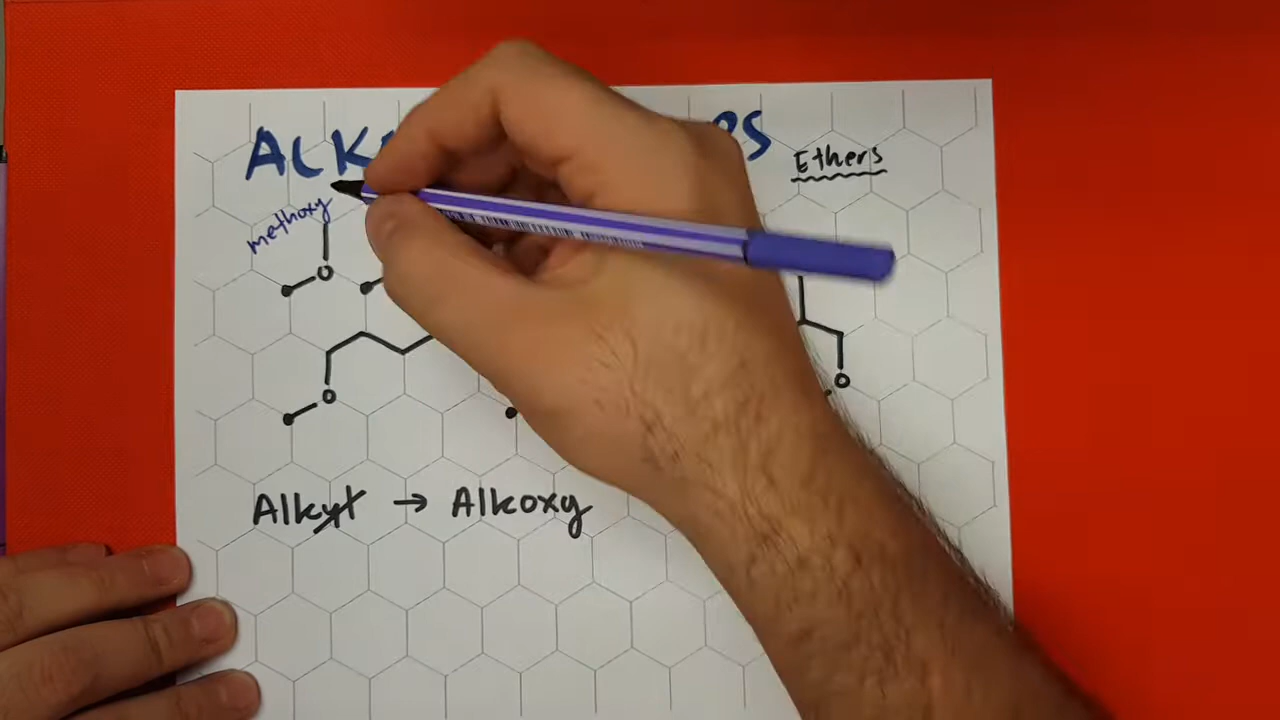 Ethers
methoxy
O
O
O
Alkyl → Alkoxy